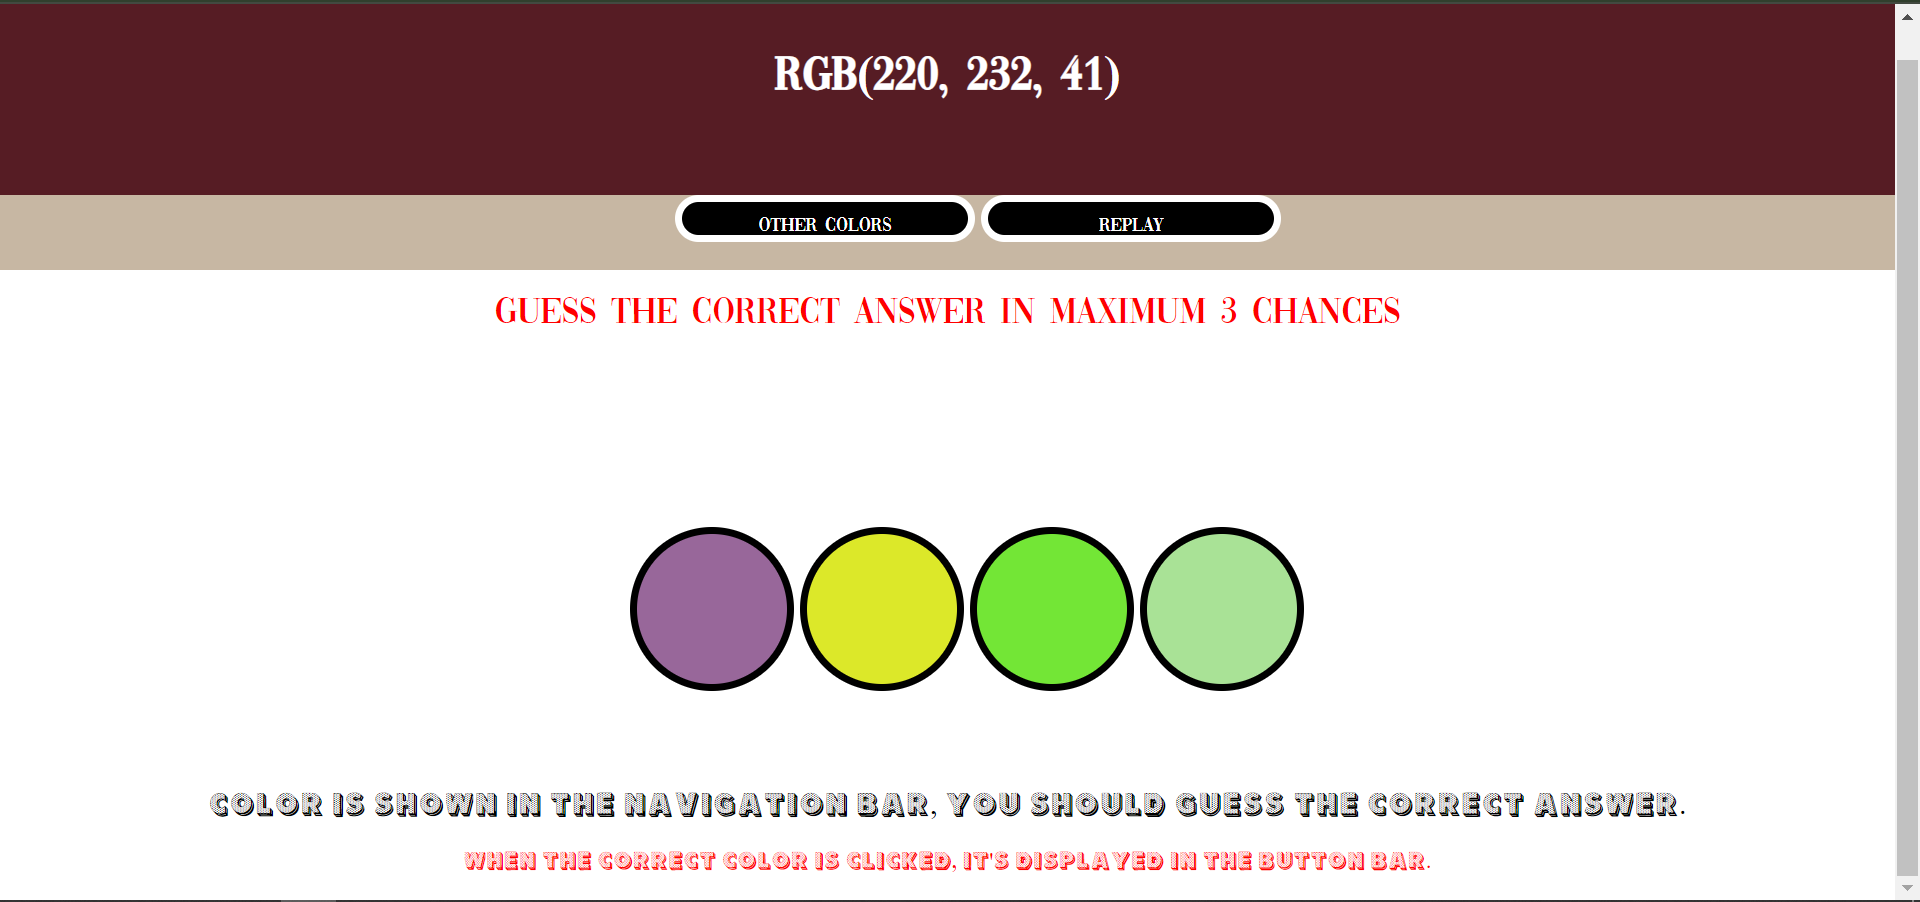 RGB(220, 232, 41)
OTHER COLORS
REPLAY
GUESS THE CORRECT ANSWER IN MAXIMUM 3 CHANCES
COLOR IS SHOWN IN THE NAVIGATION BAR, YOU SHOULD GUESS THE CORRECT ANSWER.
WHEN THE CORRECT COLOR IS CLICKED, IT'S DISPLAYED IN THE BUTTON BAR.